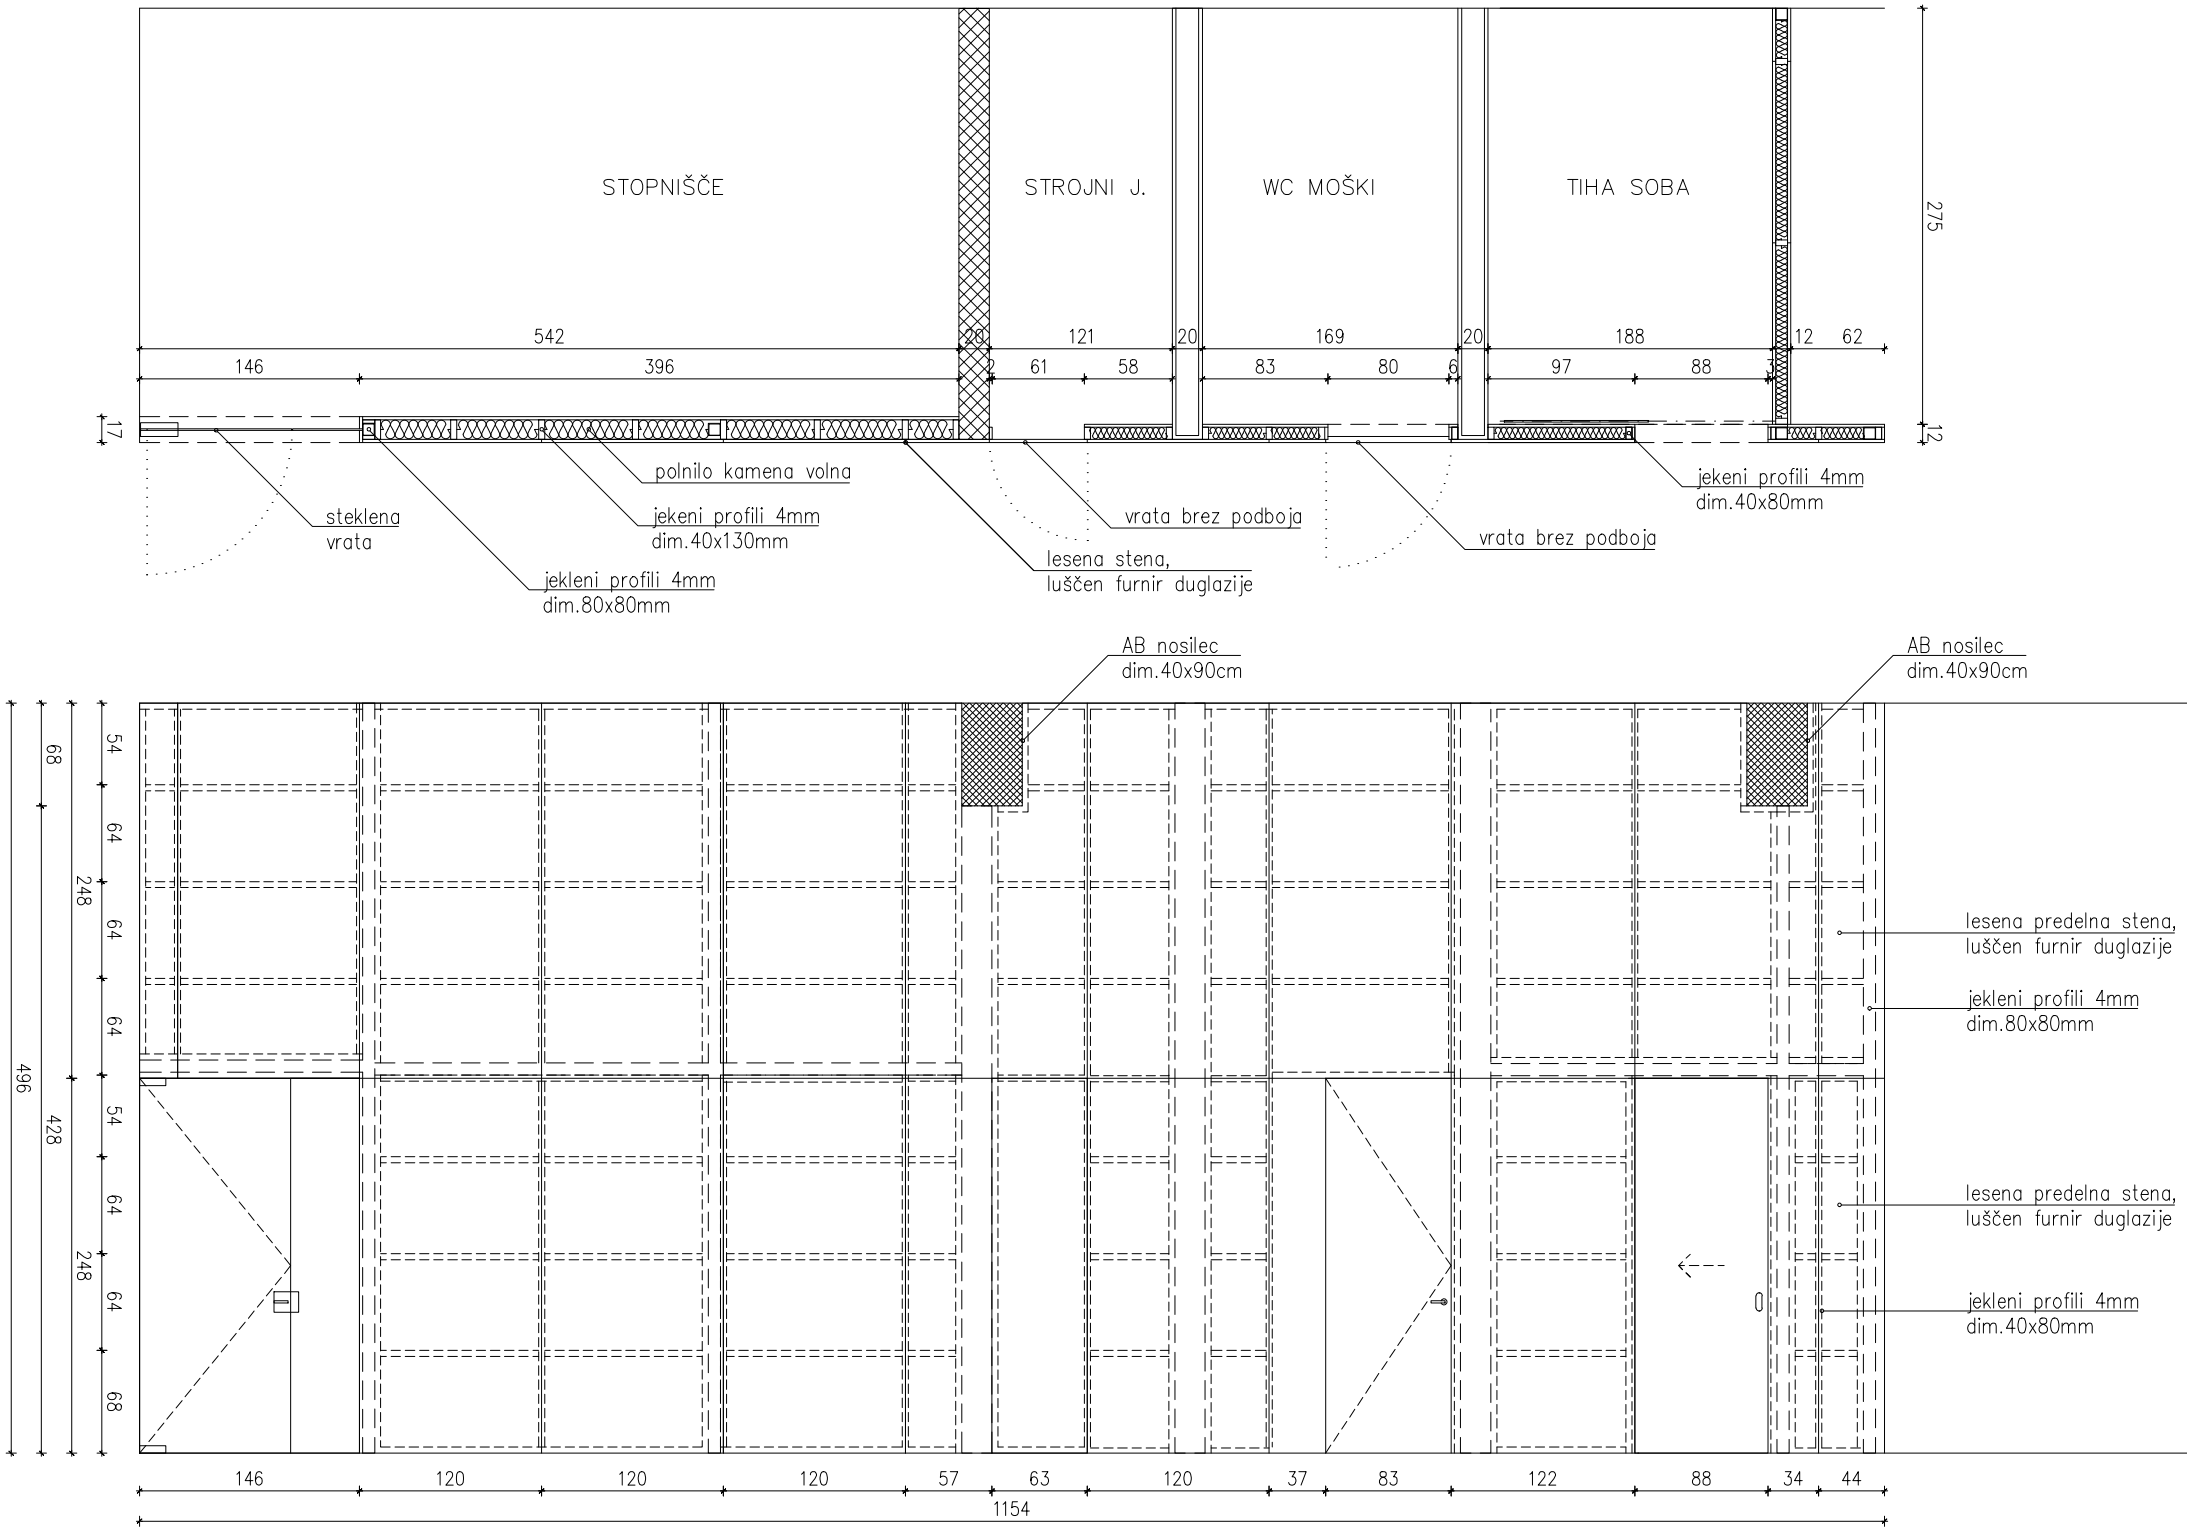 STOPNIŠČE
STROJNI J.
WC MOŠKI
TIHA SOBA
275
542
20
121
20
169
20
188
12
62
146
396
61
58
83
80
6
97
88
3
17
12
polnilo kamena volna
jekeni profili 4mm
dim.40x80mm
steklena
vrata
jekeni profili 4mm
dim.40x130mm
vrata brez podboja
vrata brez podboja
lesena stena,
luščen furnir duglazije
jekleni profili 4mm
dim.80x80mm
AB nosilec
dim.40x90cm
AB nosilec
dim.40x90cm
54
68
64
248
64
64
496
54
428
64
248
64
68
lesena predelna stena,
luščen furnir duglazije
jekleni profili 4mm
dim.80x80mm
lesena predelna stena,
luščen furnir duglazije
jekleni profili 4mm
dim.40x80mm
146
120
120
120
57
63
120
37
83
122
88
34
44
1154